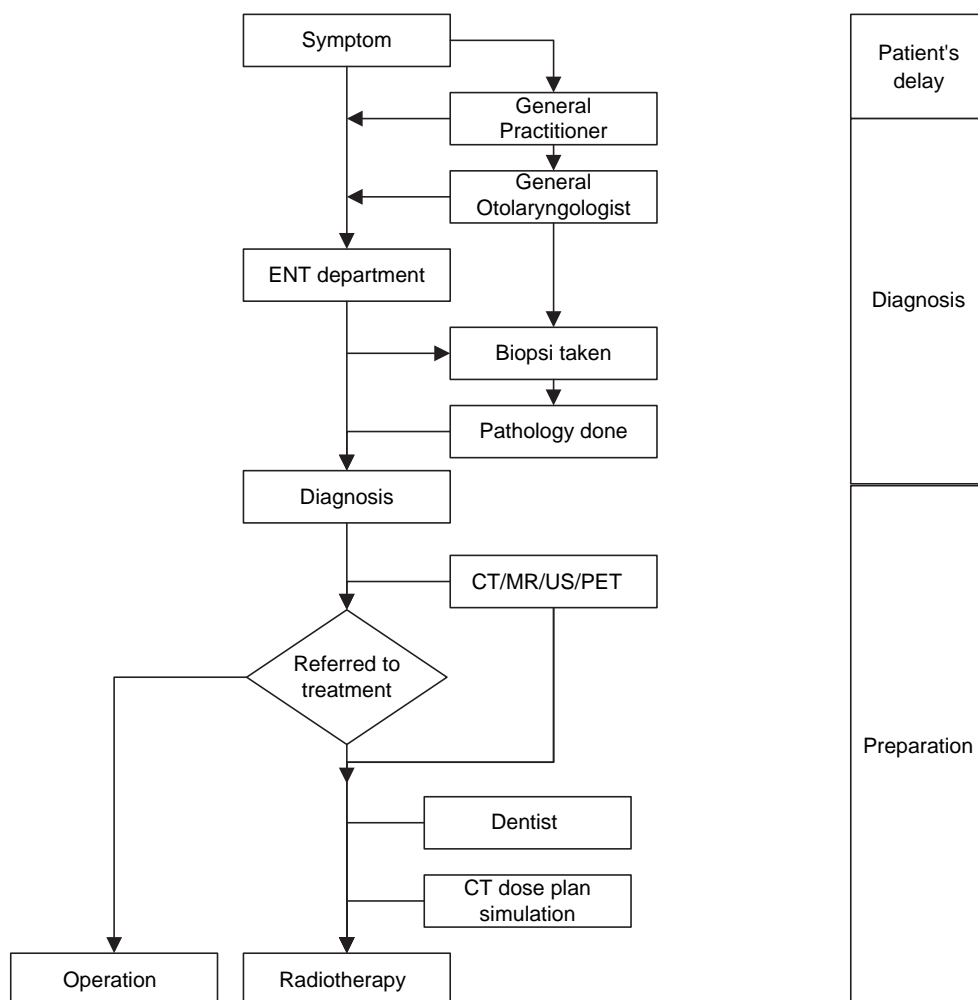 Symptom
Patient's
delay
General
Practitioner
General
Otolaryngologist
ENT department
Diagnosis
Biopsi taken
Pathology done
Diagnosis
CT/MR/US/PET
Referred to
treatment
Preparation
Dentist
CT dose plan
simulation
Operation
Radiotherapy